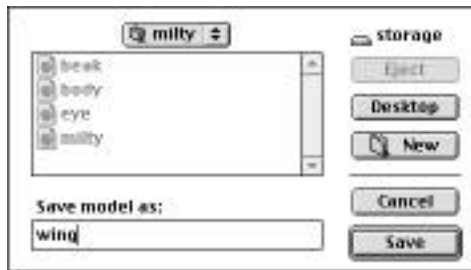 milty
storage
beak
body
eye
milty
Eject
Desktop
New
Save model as:
wing
Cancel
Save